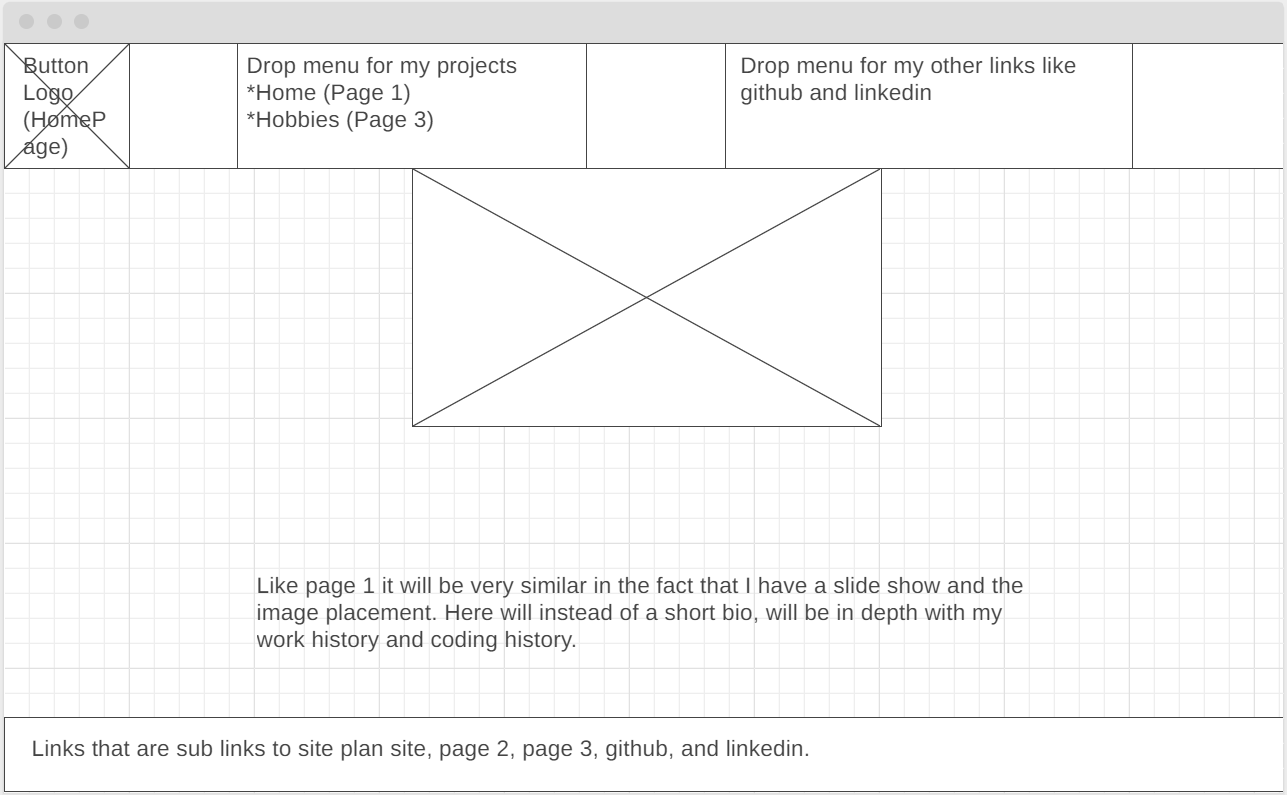 Button
Logo
(HomeP
age)
Drop menu for my projects
*Home (Page 1)
*Hobbies (Page 3)
Drop menu for my other links like
github and linkedin
Like page 1 it will be very similar in the fact that I have a slide show and the
image placement. Here will instead of a short bio, will be in depth with my
work history and coding history.
Links that are sub links to site plan site, page 2, page 3, github, and linkedin.